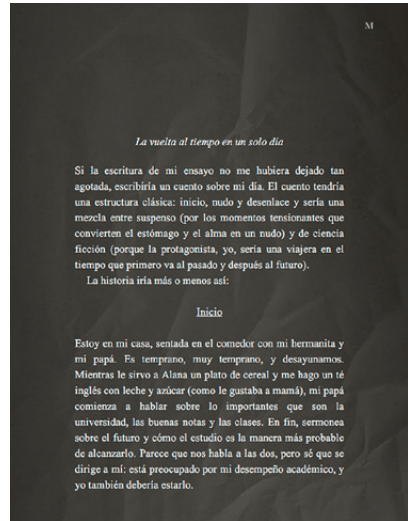 M
La vuelta al tiempo en un solo día
Si la escritura de mi ensayo no me hubiera dejado tan
agotada, escribiría un cuento sobre mi día. El cuento tendría
una estructura clásica: inicio, nudo y desenlace y sería una
mezcla entre suspenso (por los momentos tensionantes que
convierten el estómago y el alma en un nudo) y de ciencia
ficción (porque la protagonista, yo, sería una viajera en el
tiempo que primero va al pasado y después al futuro).
La historia iría más o menos así:
Inicio
Estoy en mi casa, sentada en el comedor con mi hermanita y
mi papá. Es temprano, muy temprano, y desayunamos.
Mientras le sirvo a Alana un plato de cereal y me hago un té
inglés con leche y azúcar (como le gustaba a mamá), mi papá
comienza a hablar sobre lo importantes que son la
universidad, las buenas notas y las clases. En fin, sermonea
sobre el futuro y cómo el estudio es la manera más probable
de alcanzarlo. Parece que nos habla a las dos, pero sé que se
dirige a mí: está preocupado por mi desempeño académico, y
yo también debería estarlo.